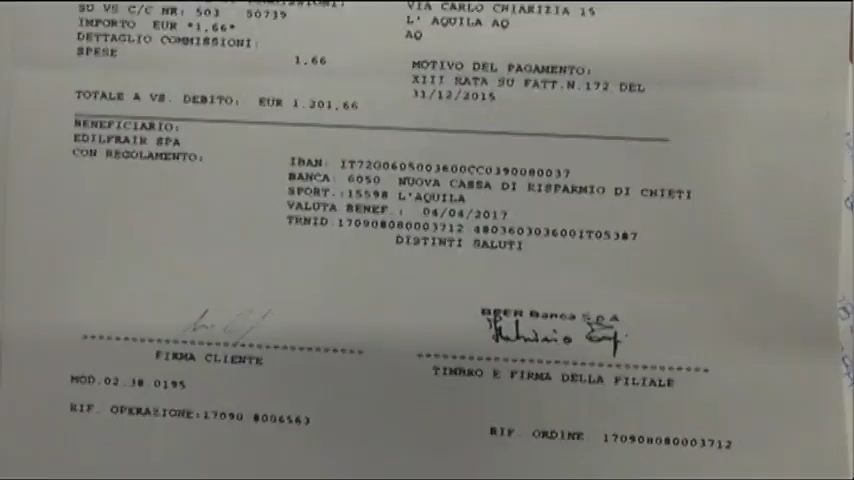 SU VS C/C NR: 503 50739
IMPORTO EUR *1,66*
DETTAGLIO COMMISSIONI:
SPESE 1,66
TOTALE A VS. DEBITO: EUR 1.201,66
VIA CARLO CHIARIZIA 15
L' AQUILA AQ
AQ
MOTIVO DEL PAGAMENTO:
XIII RATA SU FATT.N.172 DEL
31/12/2015
BENEFICIARIO:
EDILFRAIR SPA
CON REGOLAMENTO:
IBAN: IT72G0605003600CC0390080037
BANCA: 6050 NUOVA CASSA DI RISPARMIO DI CHIETI
SPORT.:15598 L'AQUILA
VALUTA BENEF.: 04/04/2017
TRNID.170908080003712 480360303600IT05387
DISTINTI SALUTI
BPER Banca S.p.A
FIRMA CLIENTE
TIMBRO E FIRMA DELLA FILIALE
MOD.02.38.0195
RIF. OPERAZIONE:17090 8006563
RIF. ORDINE 170908080003712